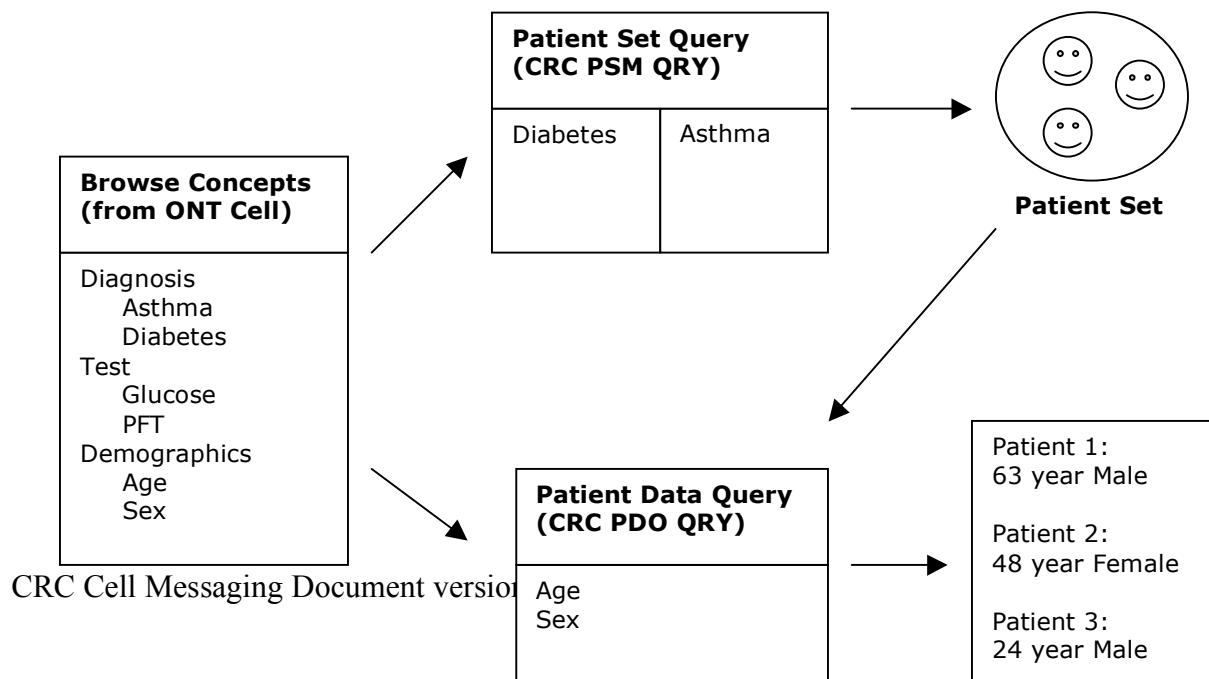 Patient Set Query
(CRC PSM QRY)
Diabetes
Asthma
Patient Set
Browse Concepts
(from ONT Cell)
Diagnosis
Asthma
Diabetes
Test
Glucose
PFT
Demographics
Age
Sex
Patient Data Query
(CRC PDO QRY)
Age
Sex
Patient 1:
63 year Male
Patient 2:
48 year Female
Patient 3:
24 year Male
CRC Cell Messaging Document version